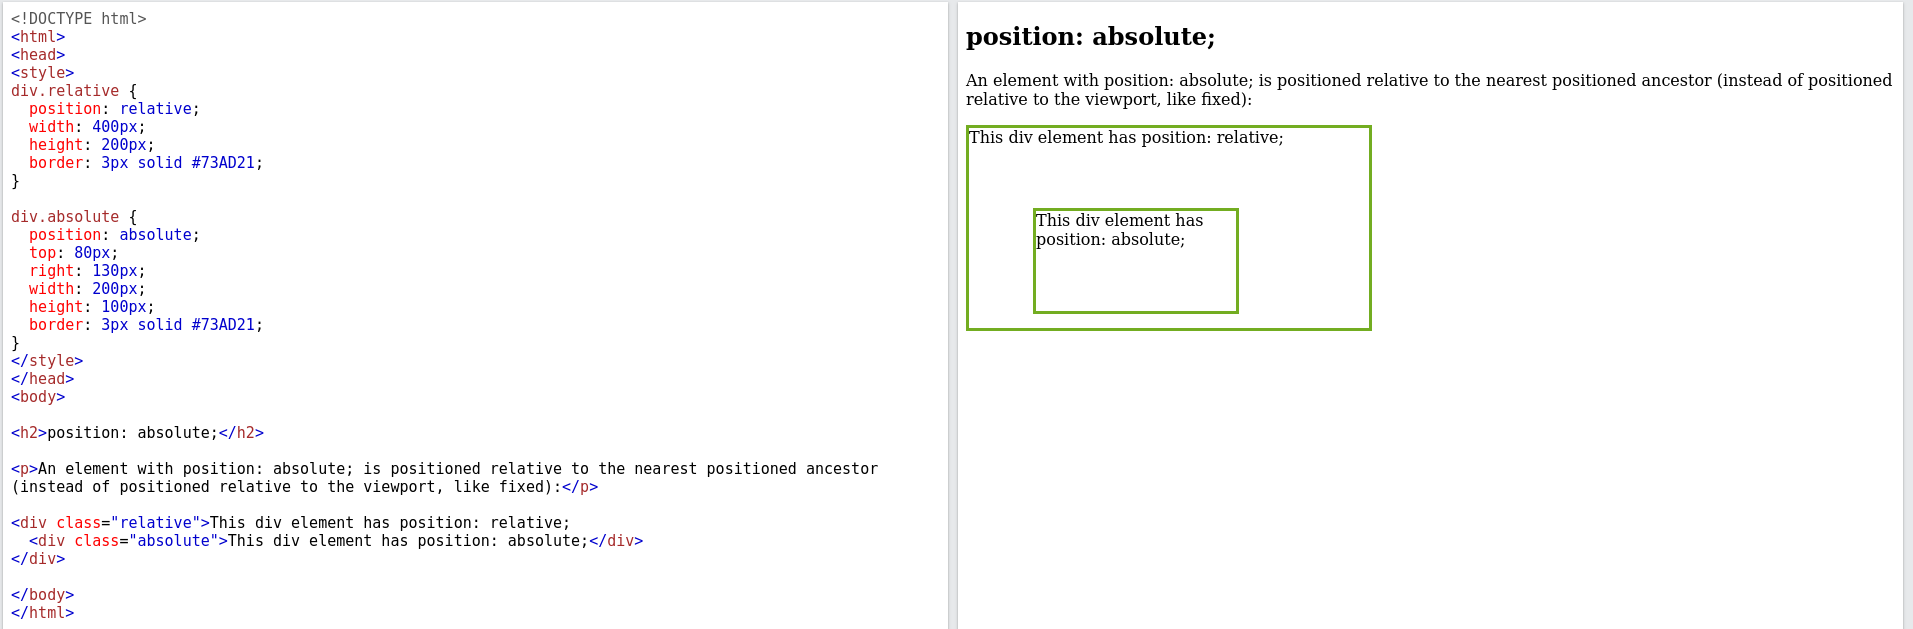 <!DOCTYPE html>
<html>
<head>
<style>
div.relative {
  position: relative;
  width: 400px;
  height: 200px;
  border: 3px solid #73AD21;
}

div.absolute {
  position: absolute;
  top: 80px;
  right: 130px;
  width: 200px;
  height: 100px;
  border: 3px solid #73AD21;
}
</style>
</head>
<body>

<h2>position: absolute;</h2>

<p>An element with position: absolute; is positioned relative to the nearest positioned ancestor
(instead of positioned relative to the viewport, like fixed):</p>

<div class="relative">This div element has position: relative;
  <div class="absolute">This div element has position: absolute;</div>
</div>

</body>
</html>
position: absolute;
An element with position: absolute; is positioned relative to the nearest positioned ancestor (instead of positioned
relative to the viewport, like fixed):
This div element has position: relative;
This div element has
position: absolute;